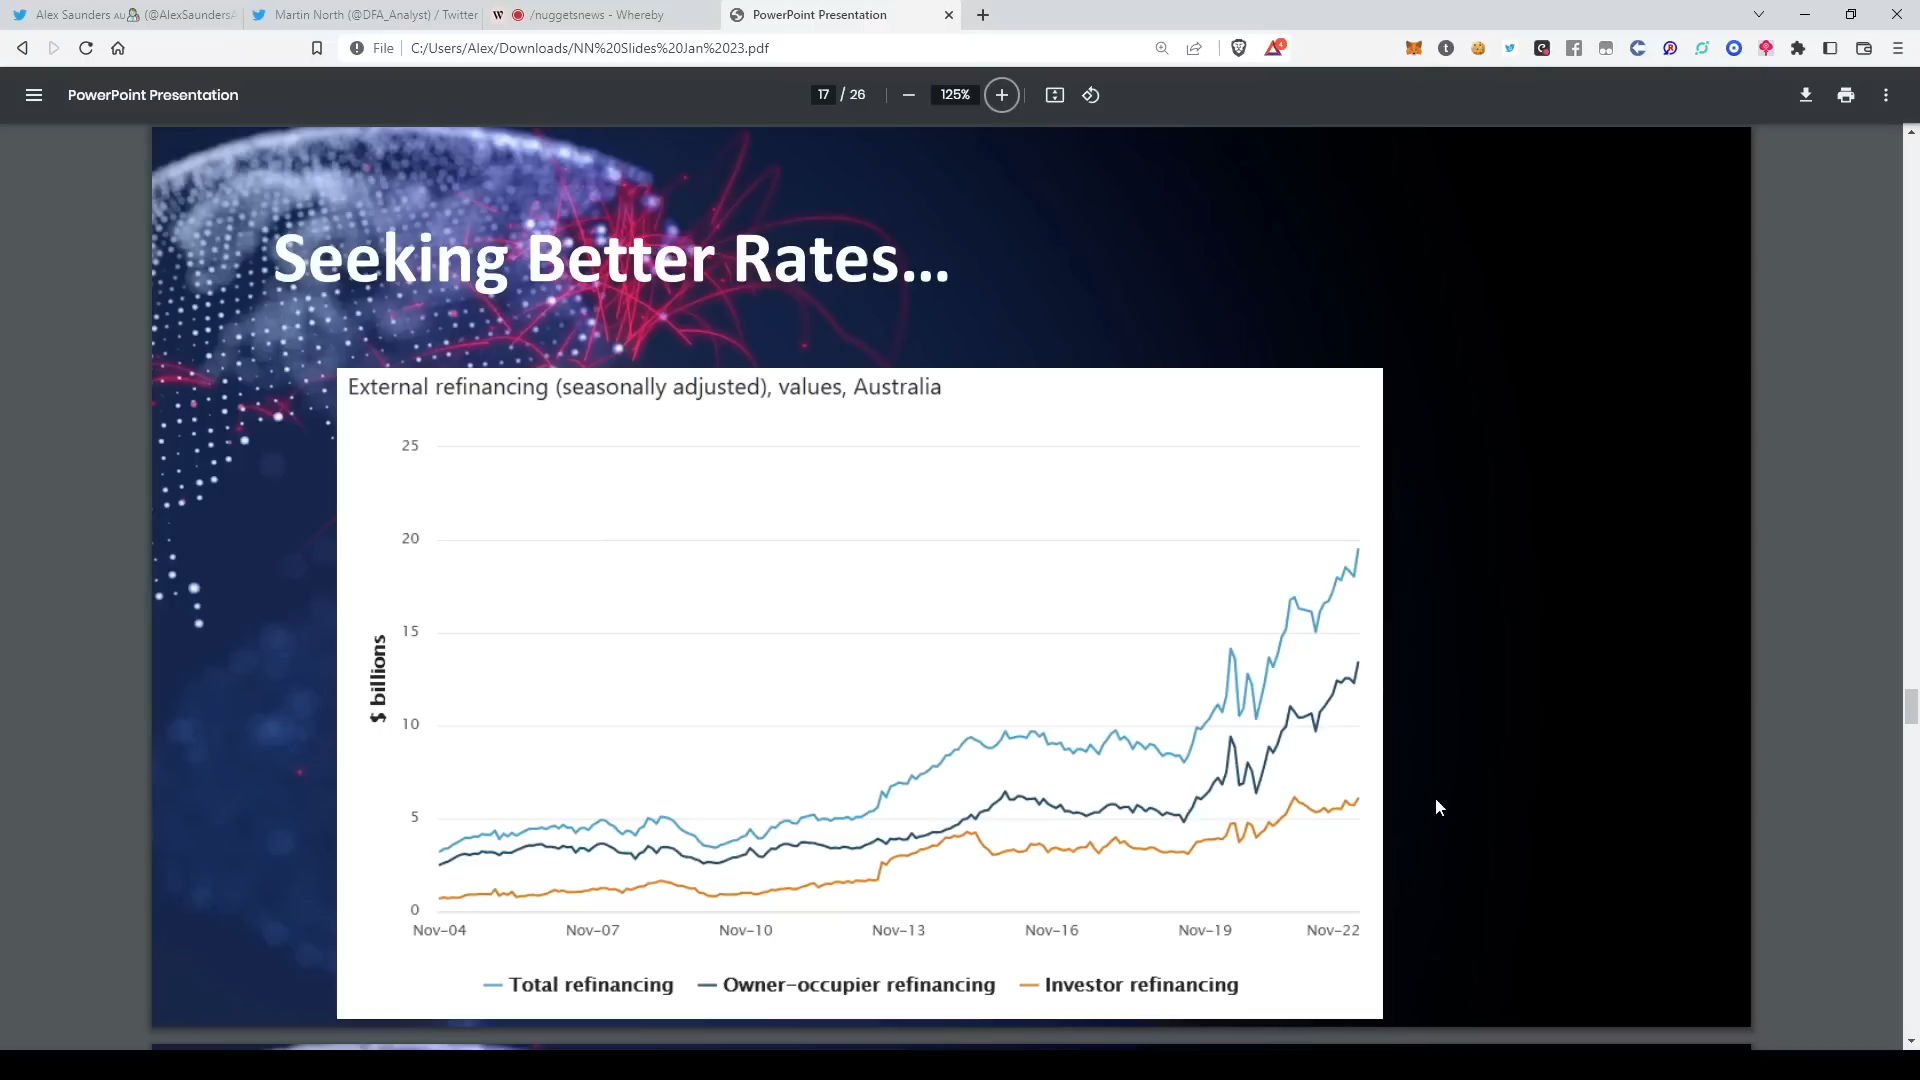 Alex Saunders AU (@AlexSaundersA
Martin North (@DFA_Analyst) / Twitter
/nuggetsnews - Whereby
PowerPoint Presentation
File
C:/Users/Alex/Downloads/NN%20Slides%20Jan%2023.pdf
4
PowerPoint Presentation
17 / 26
125%
Seeking Better Rates...
External refinancing (seasonally adjusted), values, Australia
25
20
15
10
5
0
$ billions
Nov-04 Nov-07 Nov-10 Nov-13 Nov-16 Nov-19 Nov-22
Total refinancing Owner-occupier refinancing Investor refinancing